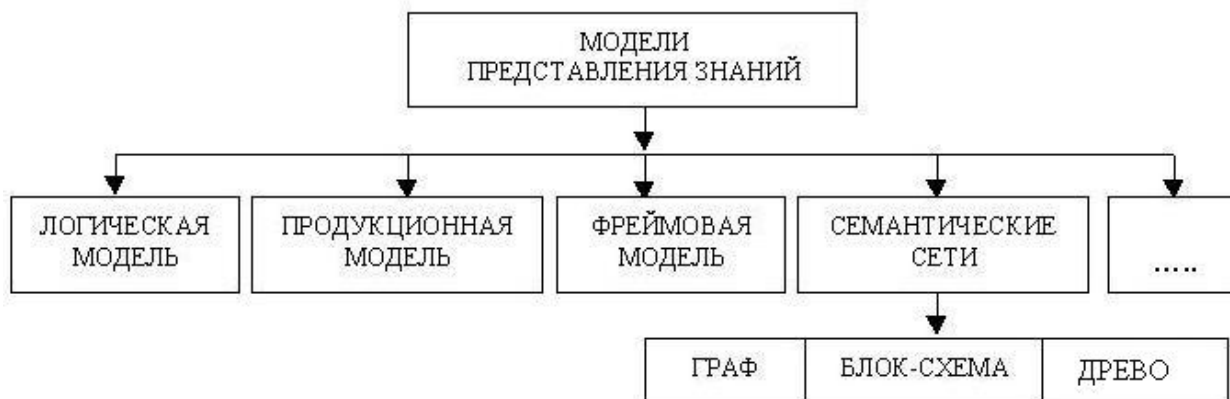 МОДЕЛИ
ПРЕДСТАВЛЕНИЯ ЗНАНИЙ
ЛОГИЧЕСКАЯ
МОДЕЛЬ
ПРОДУКЦИОННАЯ
МОДЕЛЬ
ФРЕЙМОВАЯ
МОДЕЛЬ
СЕМАНТИЧЕСКИЕ
СЕТИ
.....
ГРАФ
БЛОК-СХЕМА
ДРЕВО